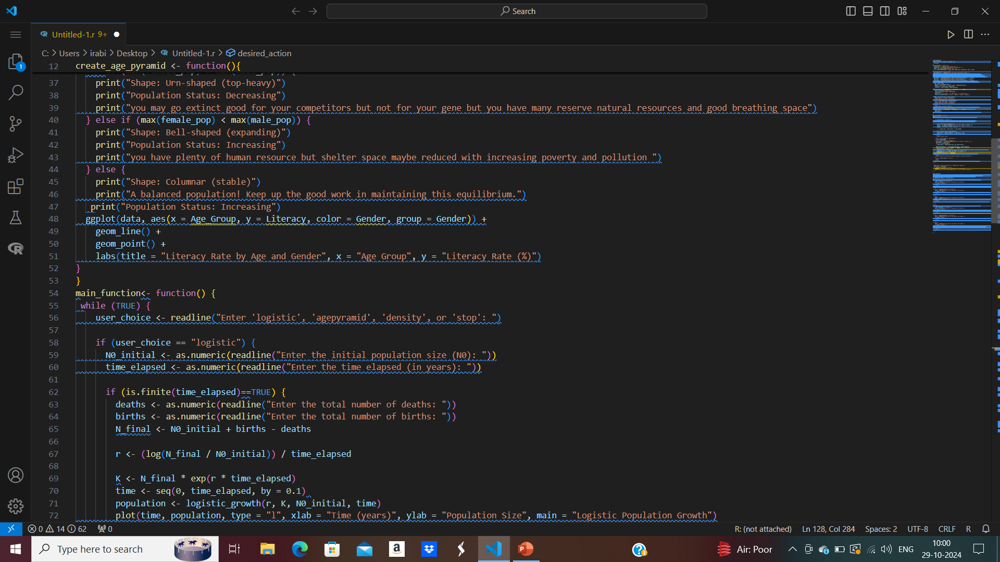 Search
Untitled-1.r 9+
C: > Users > irabi > Desktop > Untitled-1.r > desired_action
12 create_age_pyramid <- function(){
37 print("Shape: Urn-shaped (top-heavy)")
38 print("Population Status: Decreasing")
39 print("you may go extinct good for your competitors but not for your gene but you have many reserve natural resources and good breathing space")
40 } else if (max(female_pop) < max(male_pop)) {
41 print("Shape: Bell-shaped (expanding)")
42 print("Population Status: Increasing")
43 print("you have plenty of human resource but shelter space maybe reduced with increasing poverty and pollution ")
44 } else {
45 print("Shape: Columnar (stable)")
46 print("A balanced population! Keep up the good work in maintaining this equilibrium.")
47 print("Population Status: Increasing")
48 ggplot(data, aes(x = Age_Group, y = Literacy, color = Gender, group = Gender)) +
49 geom_line() +
50 geom_point() +
51 labs(title = "Literacy Rate by Age and Gender", x = "Age Group", y = "Literacy Rate (%)")
52 }
53 }
54 main_function<- function() {
55 while (TRUE) {
56 user_choice <- readline("Enter 'logistic', 'agepyramid', 'density', or 'stop': ")
57
58 if (user_choice == "logistic") {
59 N0_initial <- as.numeric(readline("Enter the initial population size (N0): "))
60 time_elapsed <- as.numeric(readline("Enter the time elapsed (in years): "))
61
62 if (is.finite(time_elapsed)==TRUE) {
63 deaths <- as.numeric(readline("Enter the total number of deaths: "))
64 births <- as.numeric(readline("Enter the total number of births: "))
65 N_final <- N0_initial + births - deaths
66
67 r <- (log(N_final / N0_initial)) / time_elapsed
68
69 K <- N_final * exp(r * time_elapsed)
70 time <- seq(0, time_elapsed, by = 0.1)
71 population <- logistic_growth(r, K, N0_initial, time)
72 plot(time, population, type = "l", xlab = "Time (years)", ylab = "Population Size", main = "Logistic Population Growth")
1
0 14 62 0
R: (not attached) Ln 128, Col 284 Spaces: 2 UTF-8 CRLF R
Type here to search
Air: Poor
ENG
10:00
29-10-2024